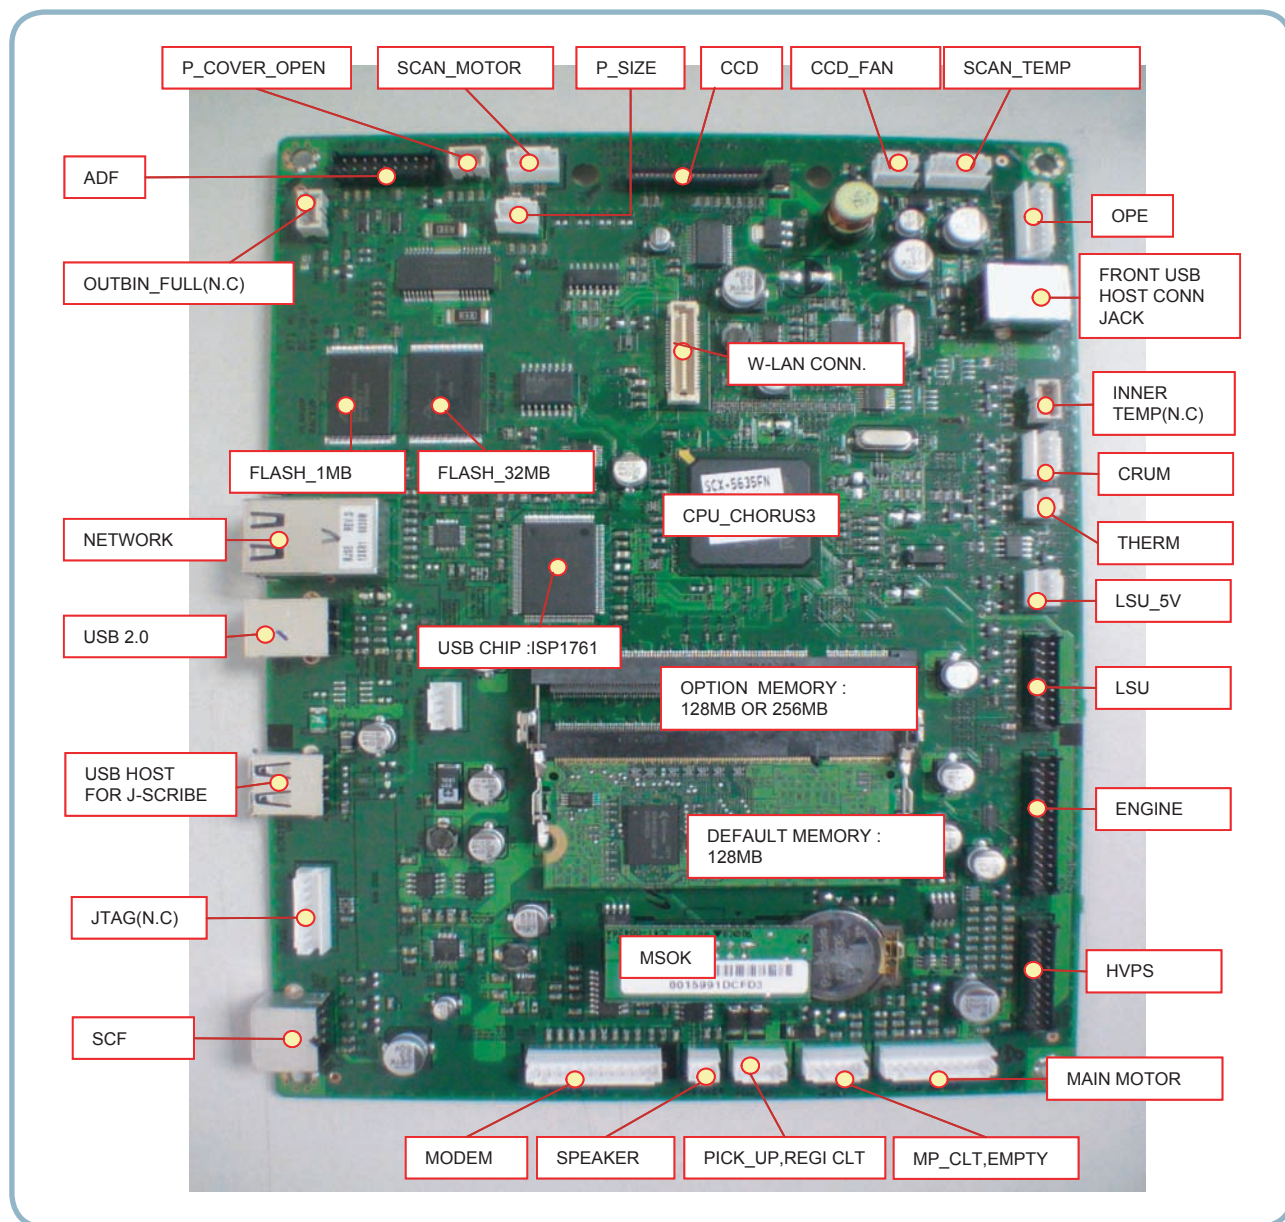 P_COVER_OPEN
SCAN_MOTOR
P_SIZE
CCD
CCD_FAN
SCAN_TEMP
ADF
OPE
OUTBIN_FULL(N.C)
FRONT USB
HOST CONN
JACK
W-LAN CONN.
INNER
TEMP(N.C)
FLASH_1MB
FLASH_32MB
CRUM
SCX-5635FN
CPU_CHORUS3
NETWORK
THERM
LSU_5V
USB 2.0
USB CHIP :ISP1761
OPTION MEMORY :
128MB OR 256MB
LSU
USB HOST
FOR J-SCRIBE
ENGINE
DEFAULT MEMORY :
128MB
JTAG(N.C)
MSOK
0015991DCFD3
HVPS
SCF
MAIN MOTOR
MODEM
SPEAKER
PICK_UP,REGI CLT
MP_CLT,EMPTY